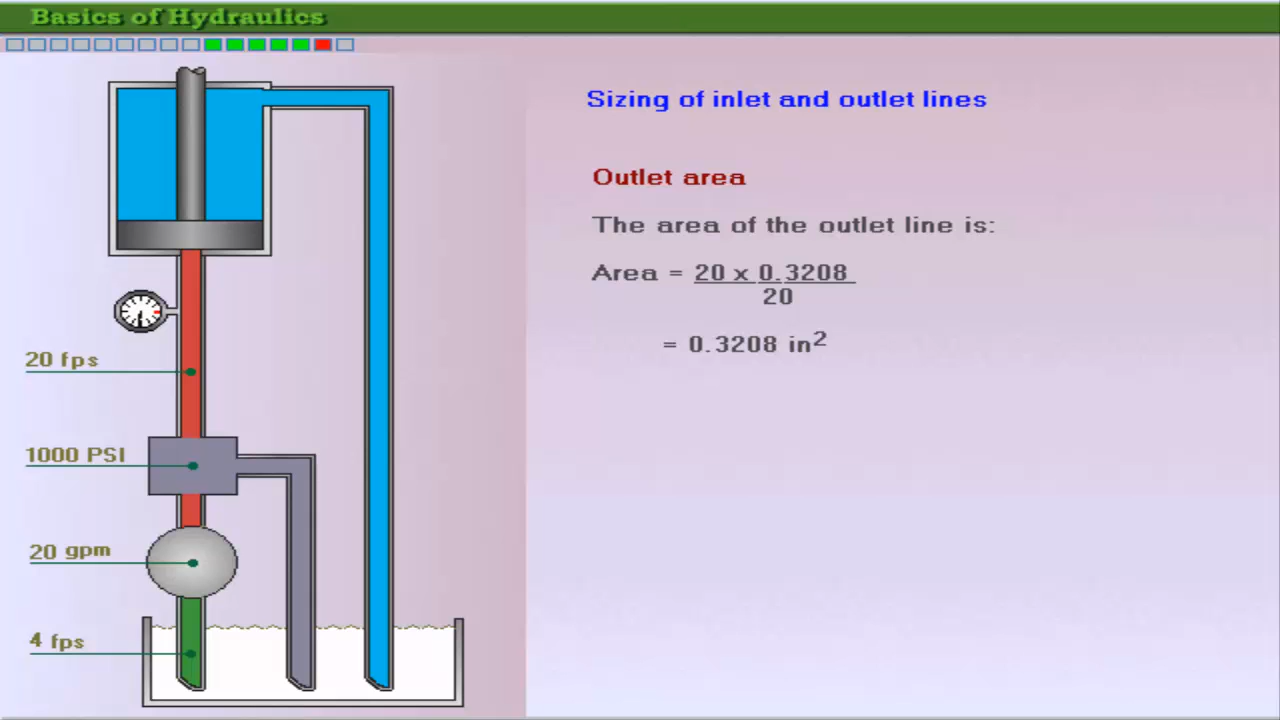 Basics of Hydraulics
Sizing of inlet and outlet lines
Outlet area
The area of the outlet line is:
Area = 20 x 0.3208
20
= 0.3208 in²
20 fps
1000 PSI
20 gpm
4 fps